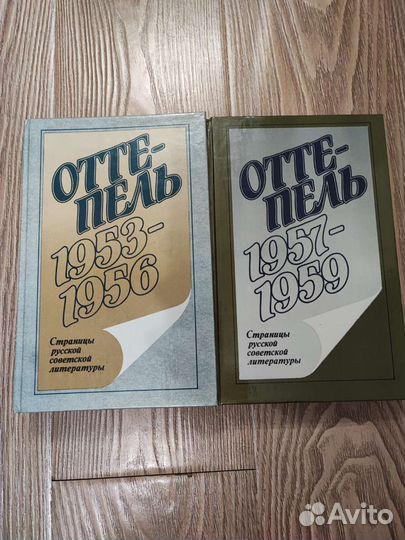 ОТТЕ-
ПЕЛЬ
1953-
1956
Страницы
русской
советской
литературы
ОТТЕ-
ПЕЛЬ
1957-
1959
Страницы
русской
советской
литературы
Avito